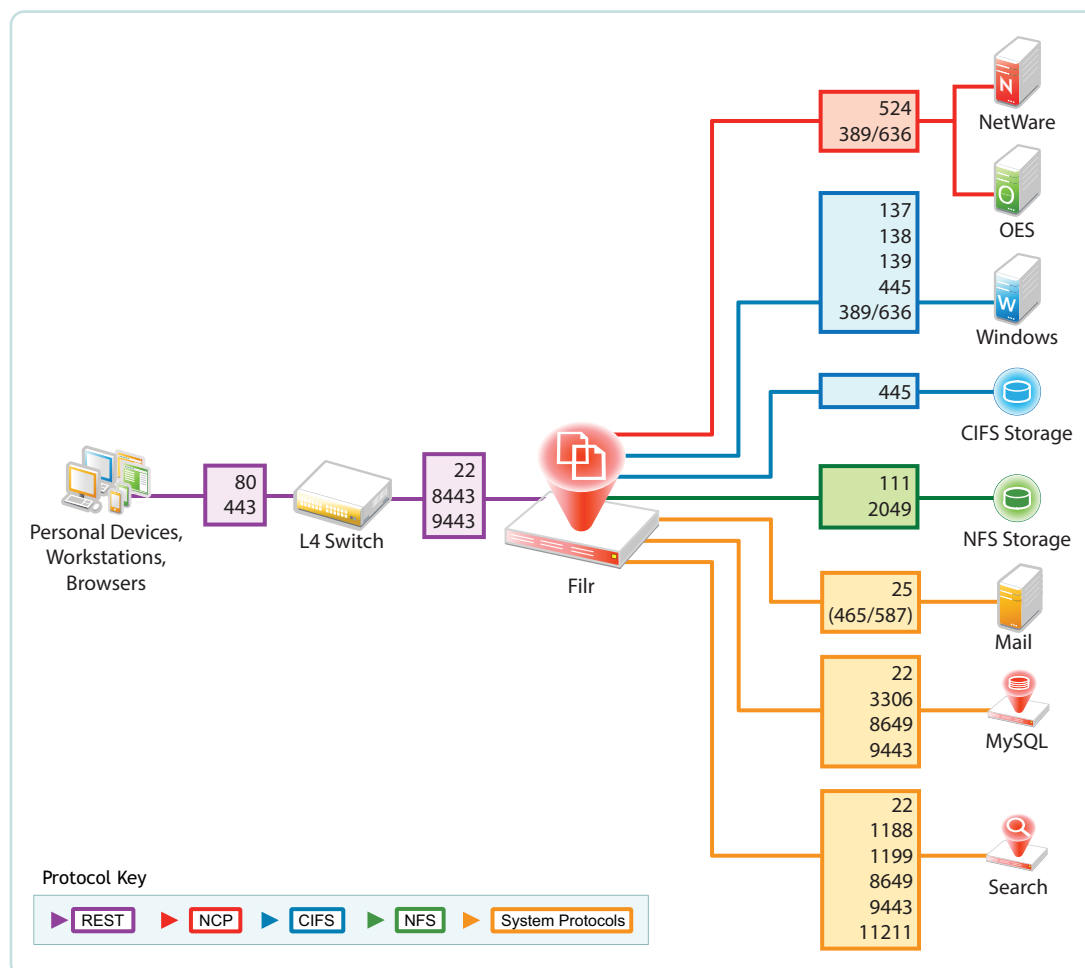 524
389/636
N
NetWare
O
OES
137
138
139
445
389/636
W
Windows
445
CIFS Storage
80
443
Personal Devices,
Workstations,
Browsers
L4 Switch
22
8443
9443
Filr
111
2049
NFS Storage
25
(465/587)
Mail
22
3306
8649
9443
MySQL
22
1188
1199
8649
9443
11211
Search
Protocol Key
REST
NCP
CIFS
NFS
System Protocols